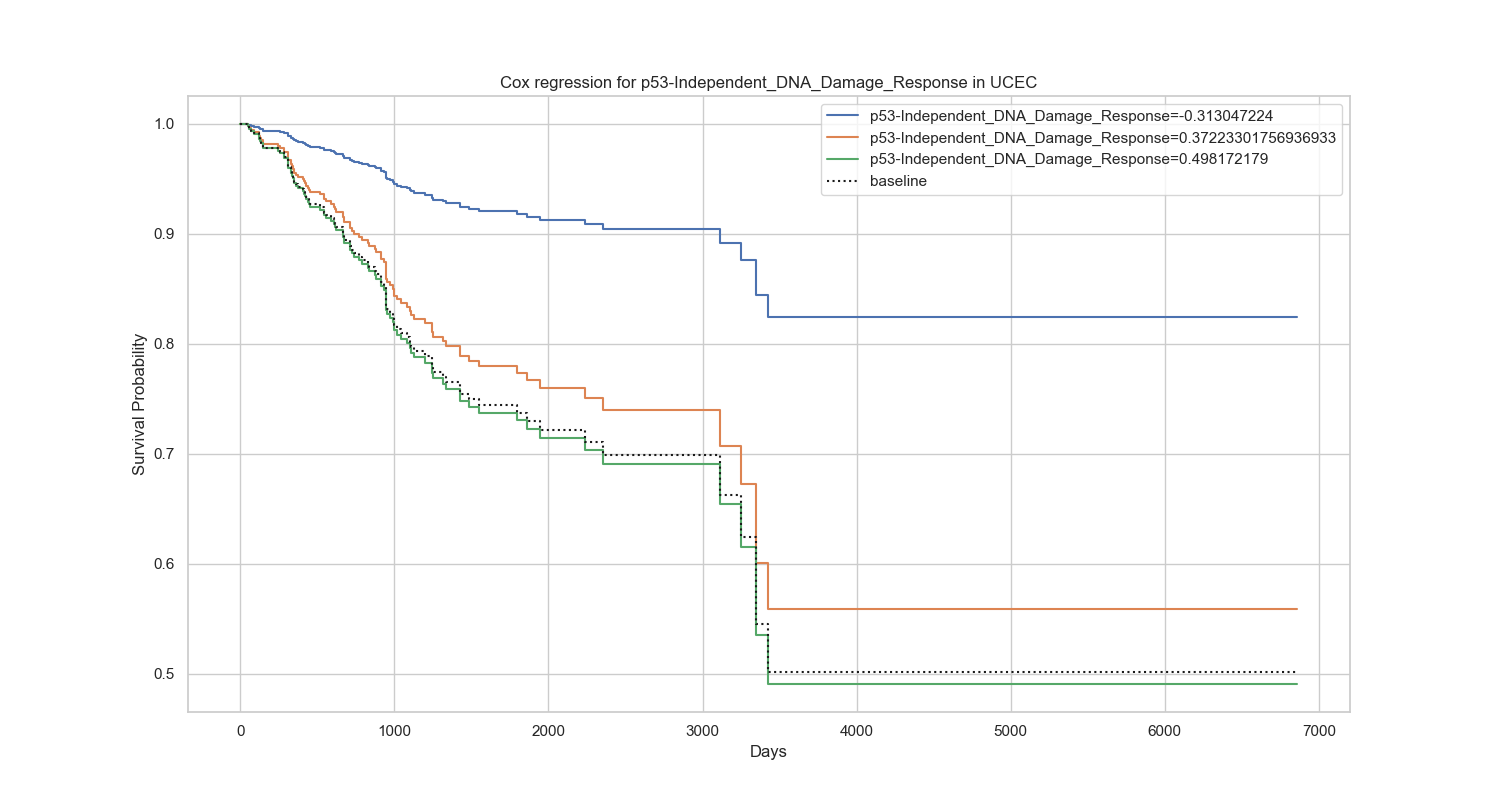 Cox regression for p53-Independent_DNA_Damage_Response in UCEC
p53-Independent_DNA_Damage_Response=-0.313047224
p53-Independent_DNA_Damage_Response=0.37223301756936933
p53-Independent_DNA_Damage_Response=0.498172179
baseline
Survival Probability
1.0
0.9
0.8
0.7
0.6
0.5
0 1000 2000 3000 4000 5000 6000 7000
Days